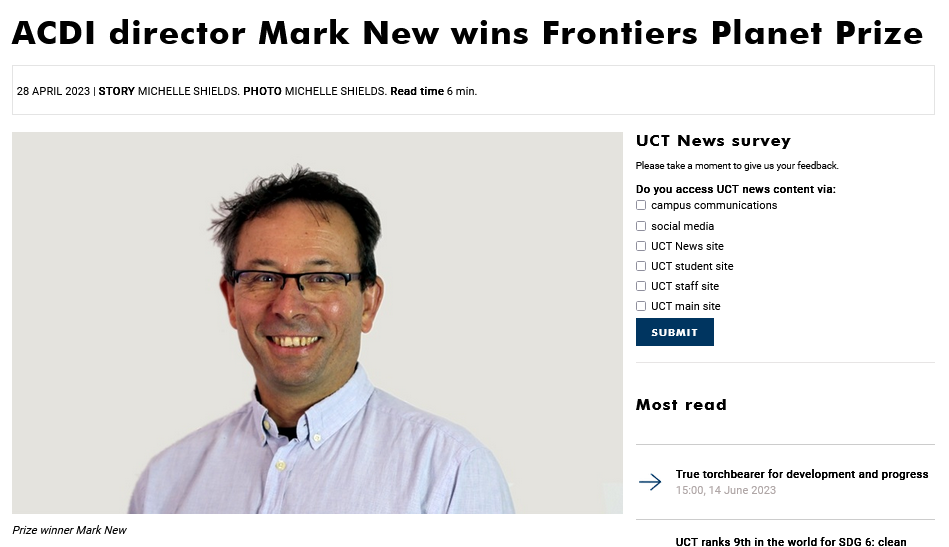 ACDI director Mark New wins Frontiers Planet Prize
28 APRIL 2023 | STORY MICHELLE SHIELDS. PHOTO MICHELLE SHIELDS. Read time 6 min.
Prize winner Mark New
UCT News survey
Please take a moment to give us your feedback.
Do you access UCT news content via:
campus communications
social media
UCT News site
UCT student site
UCT staff site
UCT main site
SUBMIT
Most read
True torchbearer for development and progress
15:00, 14 June 2023
UCT ranks 9th in the world for SDG 6: clean